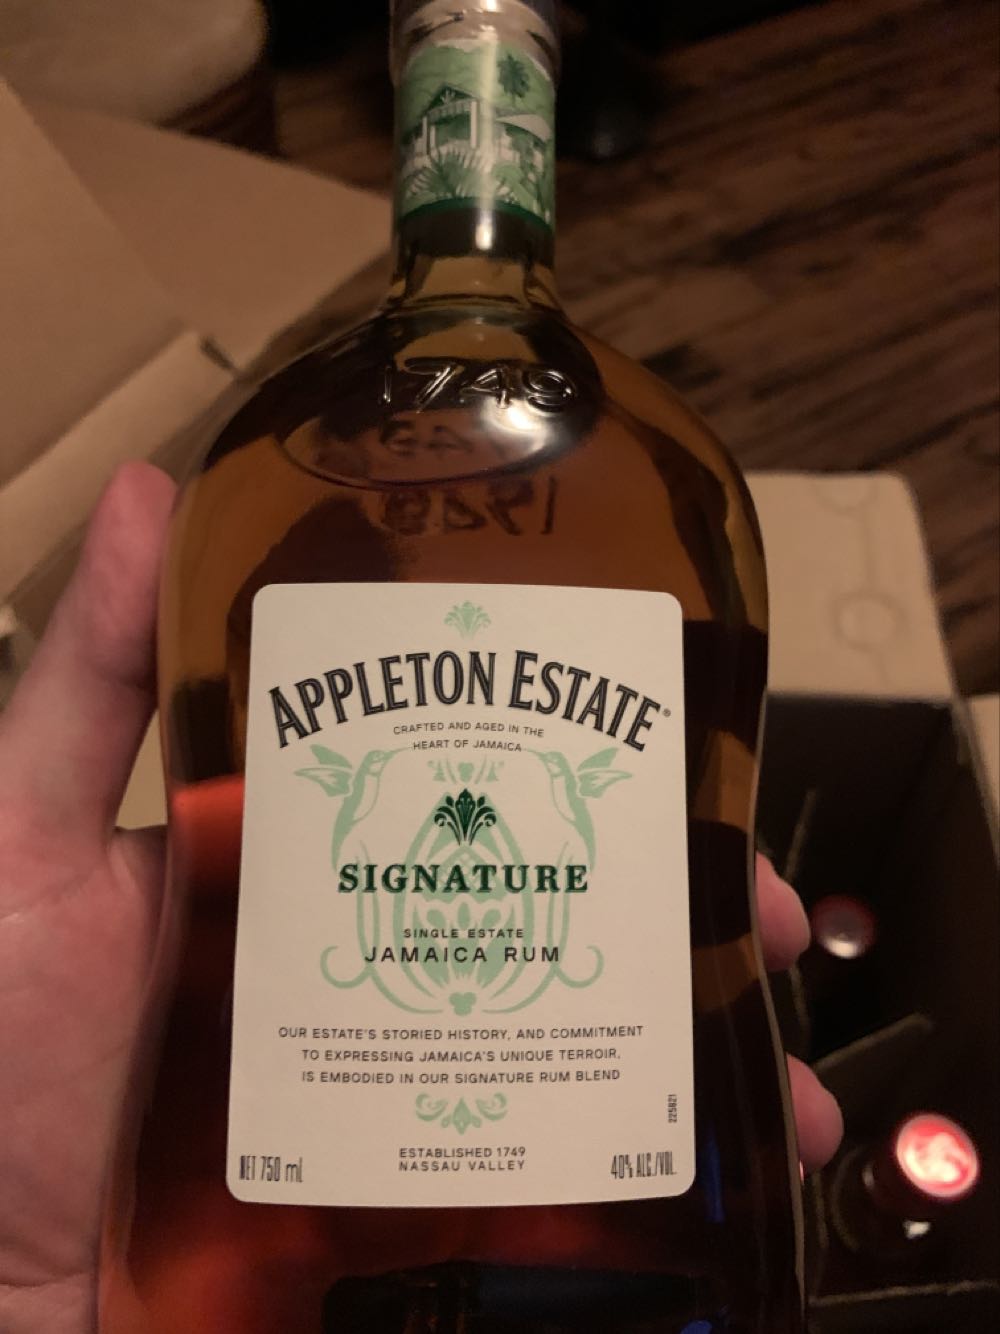 1749
APPLETON ESTATE®
CRAFTED AND AGED IN THE
HEART OF JAMAICA
SIGNATURE
SINGLE ESTATE
JAMAICA RUM
OUR ESTATE'S STORIED HISTORY, AND COMMITMENT
TO EXPRESSING JAMAICA'S UNIQUE TERROIR,
IS EMBODIED IN OUR SIGNATURE RUM BLEND
225821
ESTABLISHED 1749
NASSAU VALLEY
NET 750 ml
40% ALC./VOL.